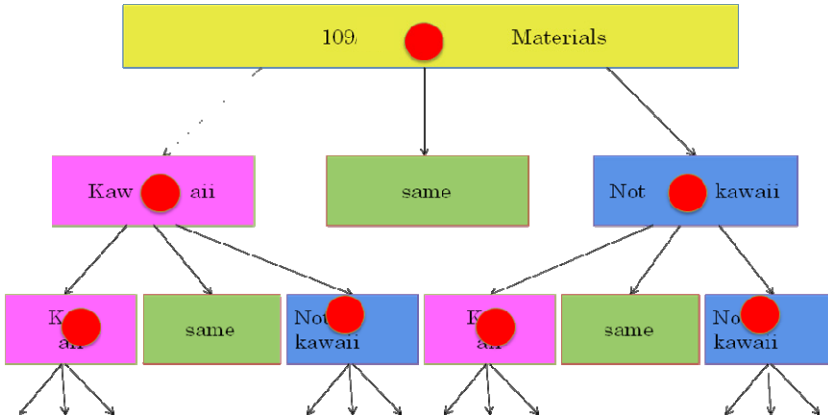 109 Materials
Kaw aii
same
Not kawaii
same
Not
kawaii
same
kawaii